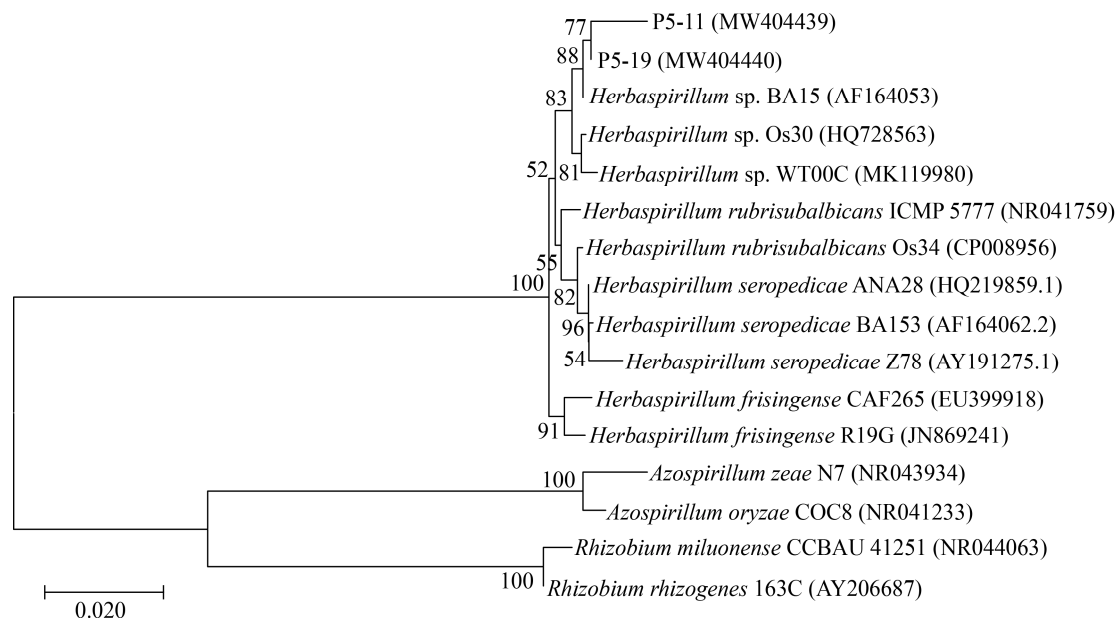 77
P5-11 (MW404439)
88
P5-19 (MW404440)
83
Herbaspirillum sp. BΛ15 (ΛF164053)
Herbaspirillum sp. Os30 (HQ728563)
52
81
Herbaspirillum sp. WT00C (MK119980)
Herbaspirillum rubrisubalbicans ICMP 5777 (NR041759)
Herbaspirillum rubrisubalbicans Os34 (CP008956)
55
100
82
Herbaspirillum seropedicae ANA28 (HQ219859.1)
96
Herbaspirillum seropedicae BA153 (AF164062.2)
54
Herbaspirillum seropedicae Z78 (AY191275.1)
Herbaspirillum frisingense CAF265 (EU399918)
91
Herbaspirillum frisingense R19G (JN869241)
100
Azospirillum zeae N7 (NR043934)
Azospirillum oryzae COC8 (NR041233)
Rhizobium miluonense CCBAU 41251 (NR044063)
100
Rhizobium rhizogenes 163C (AY206687)
0.020